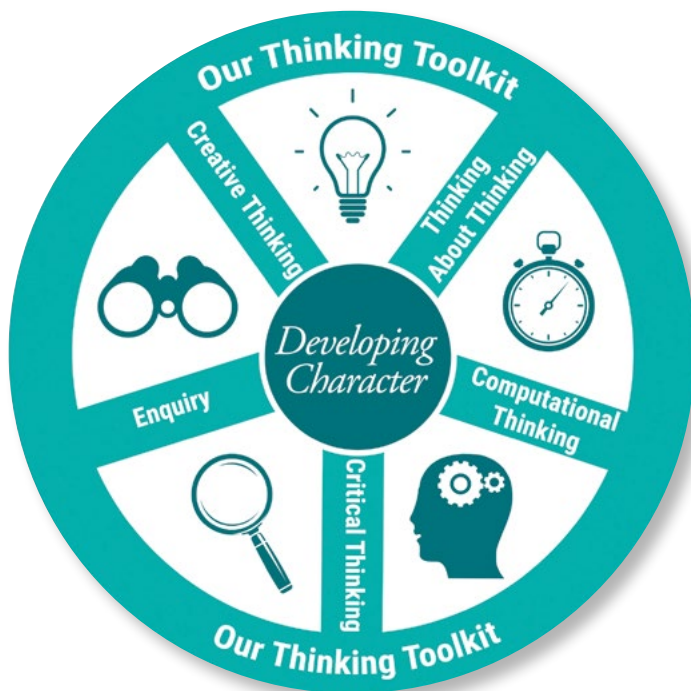 Our Thinking Toolkit
Creative Thinking
Thinking
About Thinking
Developing
Character
Enquiry
Computational
Thinking
Critical Thinking
Our Thinking Toolkit